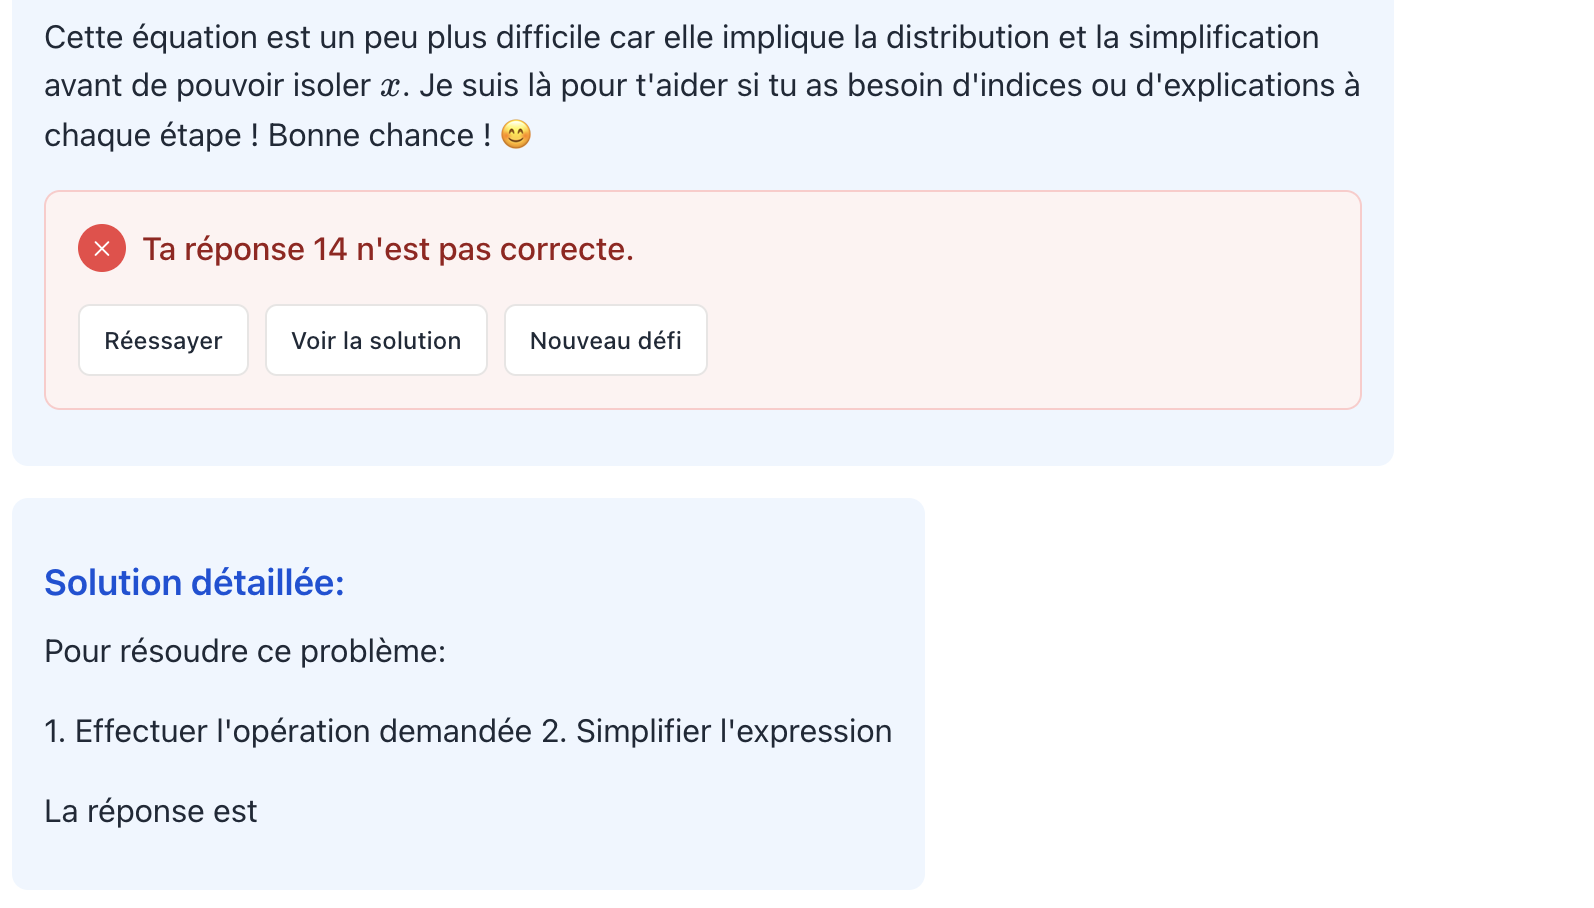 Cette équation est un peu plus difficile car elle implique la distribution et la simplification
avant de pouvoir isoler x. Je suis là pour t'aider si tu as besoin d'indices ou d'explications à
chaque étape ! Bonne chance ! 😊
Ta réponse 14 n'est pas correcte.
Réessayer Voir la solution Nouveau défi
Solution détaillée:
Pour résoudre ce problème:
1. Effectuer l'opération demandée 2. Simplifier l'expression
La réponse est